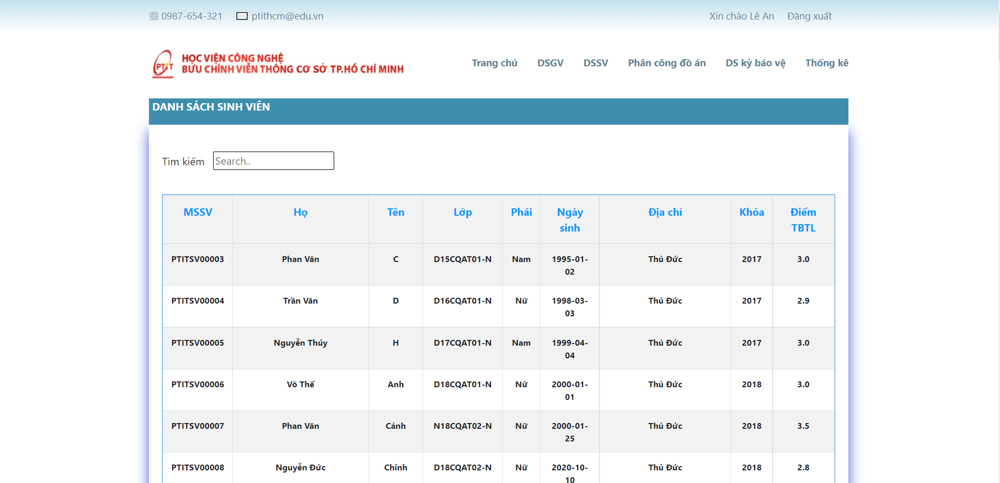 0987-654-321 ptithcm@edu.vn Xin chào Lê An Đăng xuất
PTIT
HỌC VIỆN CÔNG NGHỆ
BƯU CHÍNH VIỄN THÔNG CƠ SỞ TP.HỒ CHÍ MINH
Trang chủ DSGV DSSV Phân công đồ án DS kỳ bảo vệ Thống kê
DANH SÁCH SINH VIÊN
Tìm kiếm Search..
MSSV Họ Tên Lớp Phái Ngày sinh Địa chỉ Khóa Điểm TBTL
PTITSV00003 Phan Văn C D15CQAT01-N Nam 1995-01-02 Thủ Đức 2017 3.0
PTITSV00004 Trần Văn D D16CQAT01-N Nữ 1998-03-03 Thủ Đức 2017 2.9
PTITSV00005 Nguyễn Thúy H D17CQAT01-N Nam 1999-04-04 Thủ Đức 2017 3.0
PTITSV00006 Võ Thế Anh D18CQAT01-N Nữ 2000-01-01 Thủ Đức 2018 3.0
PTITSV00007 Phan Văn Cảnh N18CQAT02-N Nữ 2000-01-25 Thủ Đức 2018 3.5
PTITSV00008 Nguyễn Đức Chính D18CQAT02-N Nữ 2020-10-10 Thủ Đức 2018 2.8